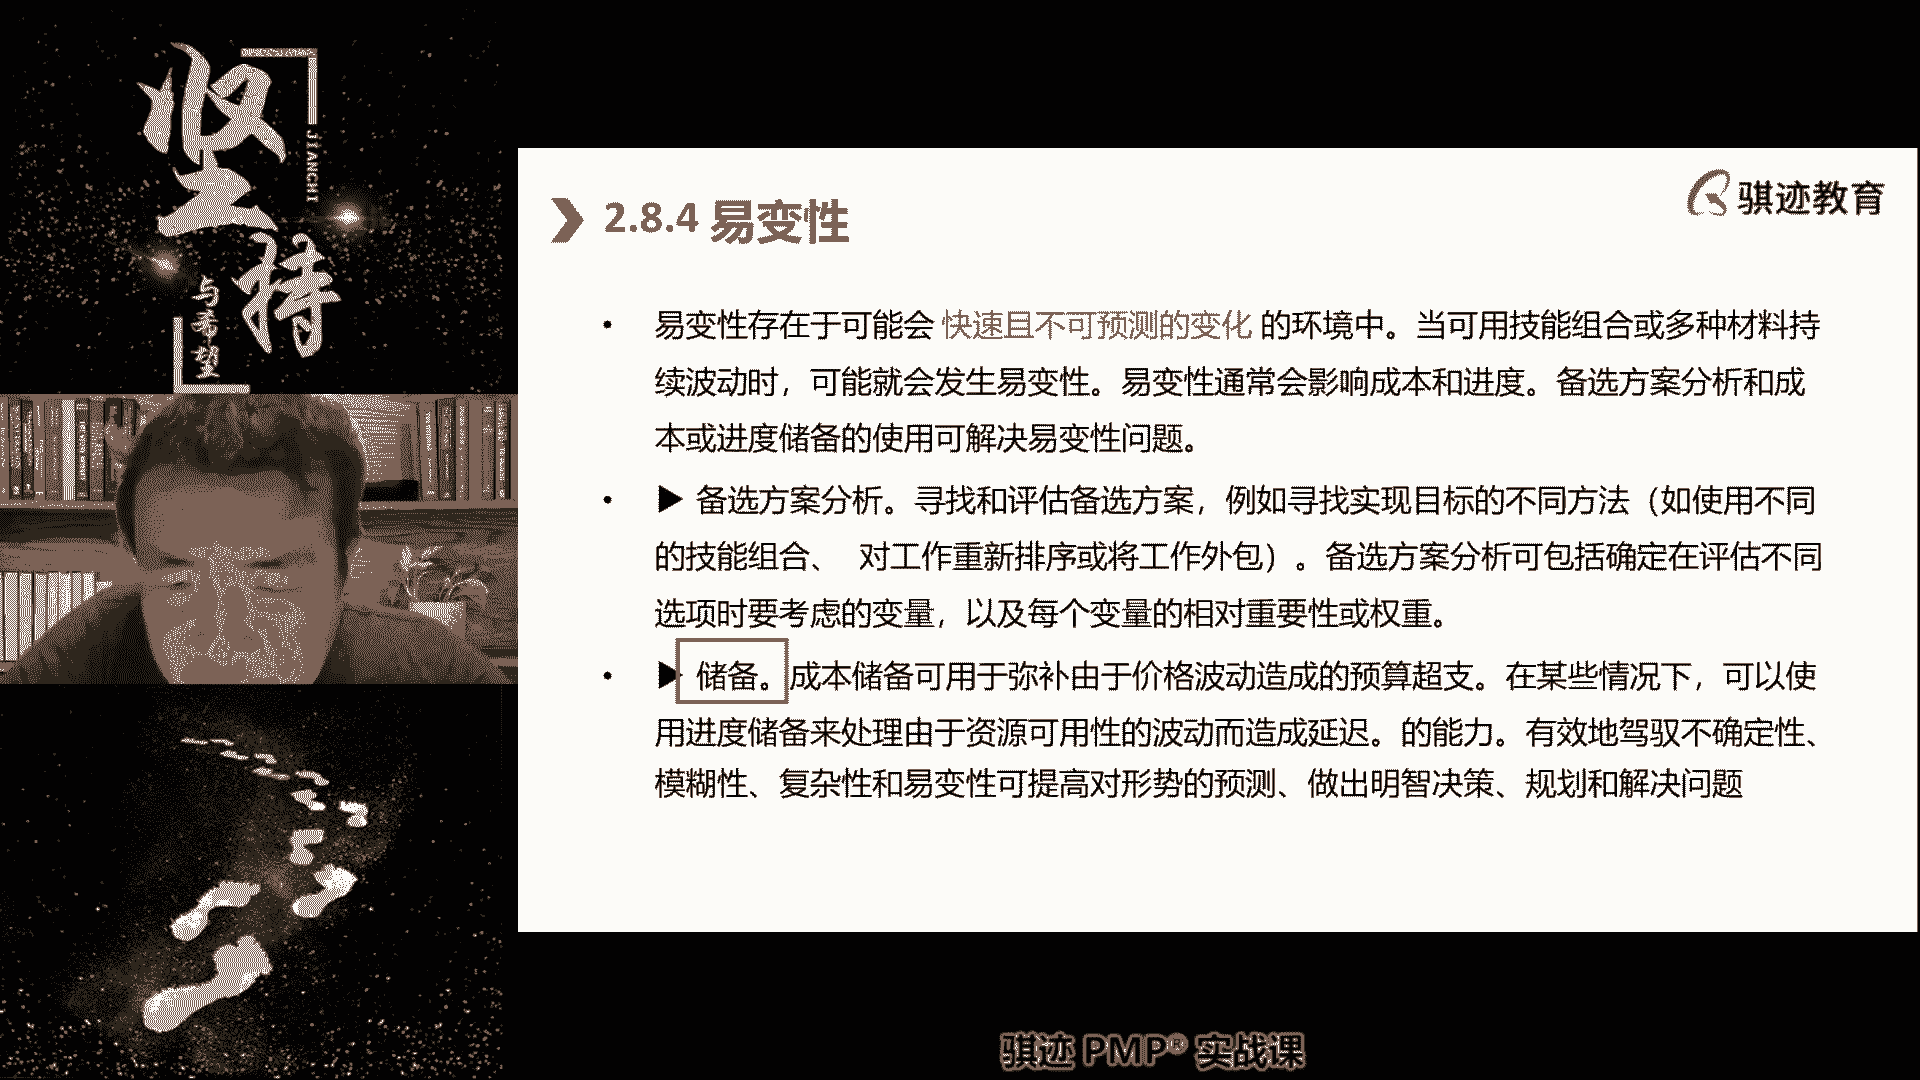 坚持
JIANCHI
与希望
骐迹教育
2.8.4 易变性
• 易变性存在于可能会 快速且不可预测的变化 的环境中。当可用技能组合或多种材料持
续波动时，可能就会发生易变性。易变性通常会影响成本和进度。备选方案分析和成
本或进度储备的使用可解决易变性问题。
• ▶ 备选方案分析。寻找和评估备选方案，例如寻找实现目标的不同方法（如使用不同
的技能组合、 对工作重新排序或将工作外包）。备选方案分析可包括确定在评估不同
选项时要考虑的变量，以及每个变量的相对重要性或权重。
• ▶ 储备。成本储备可用于弥补由于价格波动造成的预算超支。在某些情况下，可以使
用进度储备来处理由于资源可用性的波动而造成延迟。的能力。有效地驾驭不确定性、
模糊性、复杂性和易变性可提高对形势的预测、做出明智决策、规划和解决问题
骐迹 PMP® 实战课